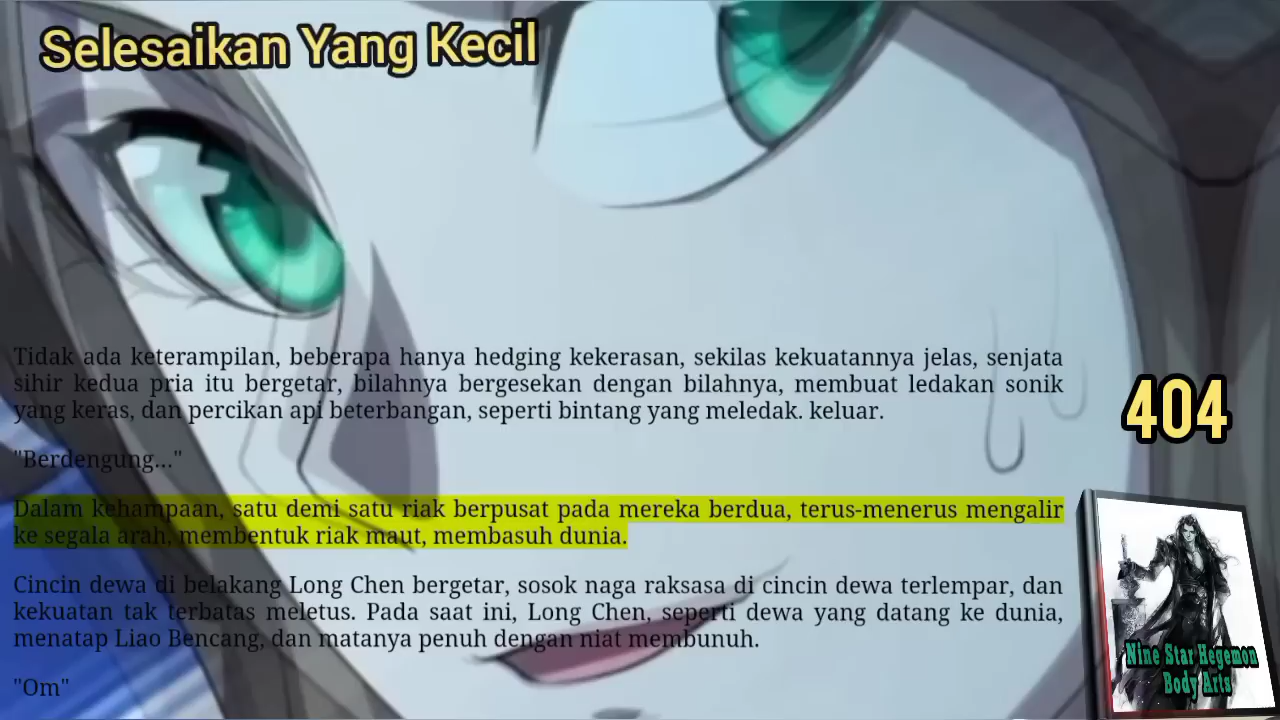 Selesaikan Yang Kecil
Tidak ada keterampilan, beberapa hanya hedging kekerasan, sekilas kekuatannya jelas, senjata
sihir kedua pria itu bergetar, bilahnya bergesekan dengan bilahnya, membuat ledakan sonik
yang keras, dan percikan api beterbangan, seperti bintang yang meledak. keluar.
"Berdengung..."
Dalam kehampaan, satu demi satu riak berpusat pada mereka berdua, terus-menerus mengalir
ke segala arah, membentuk riak maut, membasuh dunia.
Cincin dewa di belakang Long Chen bergetar, sosok naga raksasa di cincin dewa terlempar, dan
kekuatan tak terbatas meletus. Pada saat ini, Long Chen, seperti dewa yang datang ke dunia,
menatap Liao Bencang, dan matanya penuh dengan niat membunuh.
"Om"
404
Nine Star Hegemon
Body Arts